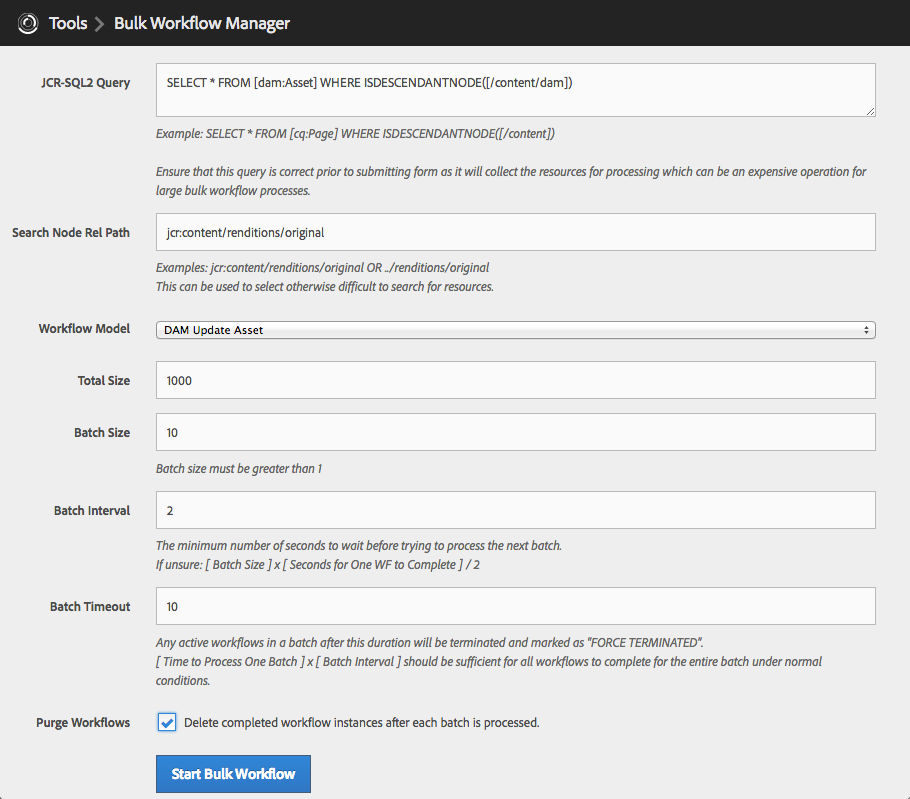 Tools > Bulk Workflow Manager
JCR-SQL2 Query
SELECT * FROM [dam:Asset] WHERE ISDESCENDANTNODE([/content/dam])
Example: SELECT * FROM [cq:Page] WHERE ISDESCENDANTNODE([/content])
Ensure that this query is correct prior to submitting form as it will collect the resources for processing which can be an expensive operation for
large bulk workflow processes.
Search Node Rel Path
jcr:content/renditions/original
Examples: jcr:content/renditions/original OR ../renditions/original
This can be used to select otherwise difficult to search for resources.
Workflow Model
DAM Update Asset
Total Size
1000
Batch Size
10
Batch size must be greater than 1
Batch Interval
2
The minimum number of seconds to wait before trying to process the next batch.
If unsure: [ Batch Size ] x [ Seconds for One WF to Complete ] / 2
Batch Timeout
10
Any active workflows in a batch after this duration will be terminated and marked as "FORCE TERMINATED".
[ Time to Process One Batch ] x [ Batch Interval ] should be sufficient for all workflows to complete for the entire batch under normal
conditions.
Purge Workflows
Delete completed workflow instances after each batch is processed.
Start Bulk Workflow